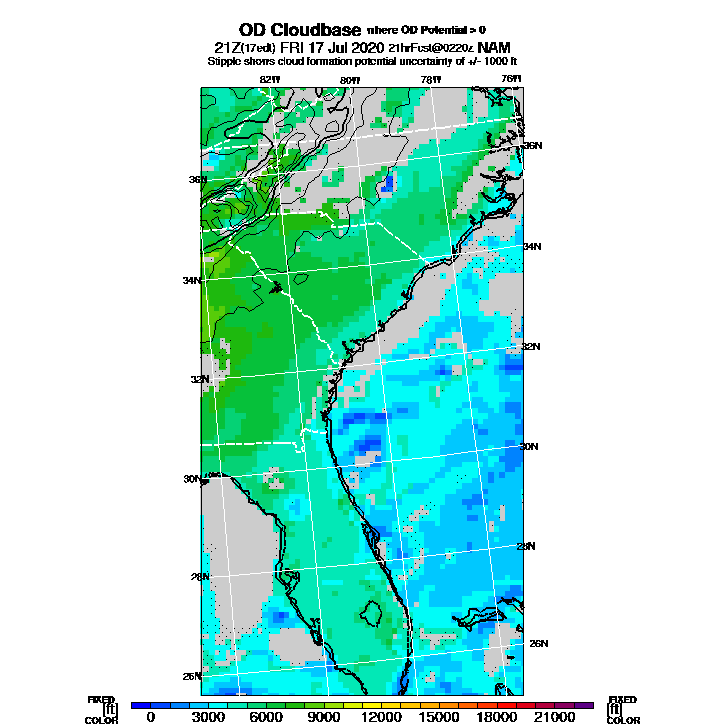 OD Cloudbase where OD Potential > 0
21Z(17edt) FRI 17 Jul 2020 21hrFcst@0220z NAM
Stipple shows cloud formation potential uncertainty of +/- 1000 ft
82W 80W 78W 76W
36N
36N
34N
34N
32N
32N
30N
30N
28N
28N
26N
26N
FIXED FIXED
[ft] [ft]
COLOR COLOR
0 3000 6000 9000 12000 15000 18000 21000